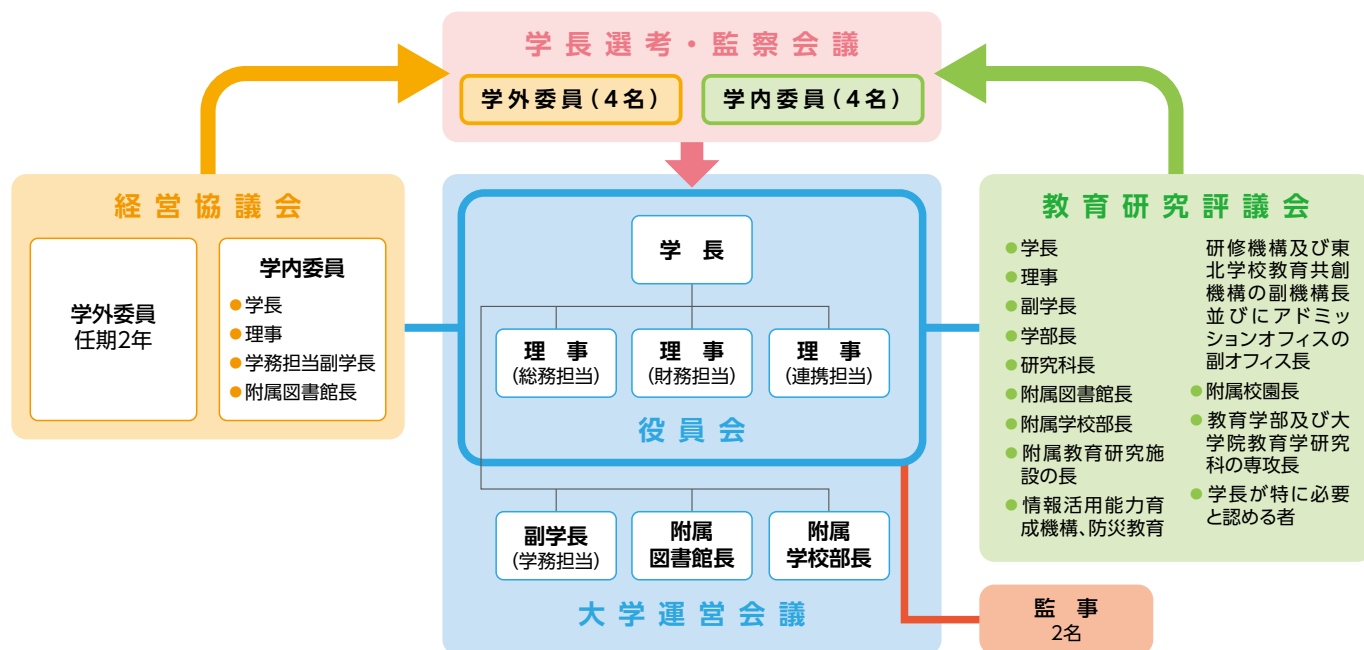 学長選考・監察会議
学外委員（4名）
学内委員（4名）
経営協議会
学外委員
任期2年
学内委員
●学長
●理事
●学務担当副学長
●附属図書館長
学　長
理　事
(総務担当)
理　事
(財務担当)
理　事
(連携担当)
役員会
副学長
(学務担当)
附属
図書館長
附属
学校部長
大学運営会議
教育研究評議会
●学長
●理事
●副学長
●学部長
●研究科長
●附属図書館長
●附属学校部長
●附属教育研究施
設の長
●情報活用能力育
成機構、防災教育
研修機構及び東
北学校教育共創
機構の副機構長
並びにアドミッ
ションオフィスの
副オフィス長
●附属校園長
●教育学部及び大
学院教育学研究
科の専攻長
●学長が特に必要
と認める者
監　事
2名